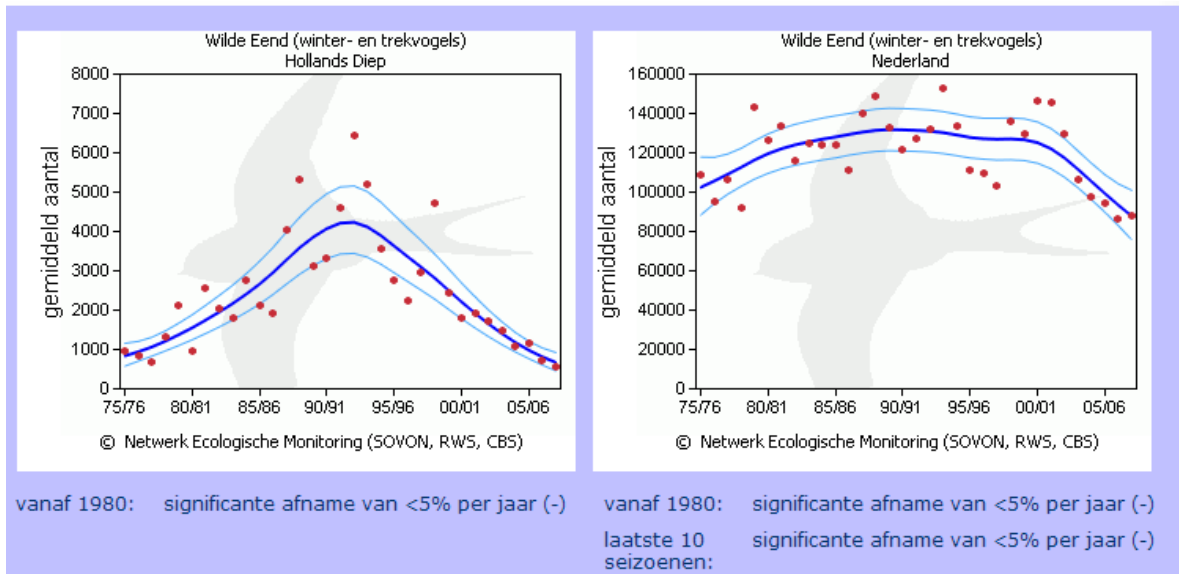 Wilde Eend (winter- en trekvogels)
Hollands Diep
8000
7000
6000
5000
4000
3000
2000
1000
0
gemiddeld aantal
75/76 80/81 85/86 90/91 95/96 00/01 05/06
© Netwerk Ecologische Monitoring (SOVON, RWS, CBS)
vanaf 1980: significante afname van <5% per jaar (-)
Wilde Eend (winter- en trekvogels)
Nederland
160000
140000
120000
100000
80000
60000
40000
20000
0
gemiddeld aantal
75/76 80/81 85/86 90/91 95/96 00/01 05/06
© Netwerk Ecologische Monitoring (SOVON, RWS, CBS)
vanaf 1980: significante afname van <5% per jaar (-)
laatste 10 significante afname van <5% per jaar (-)
seizoenen: